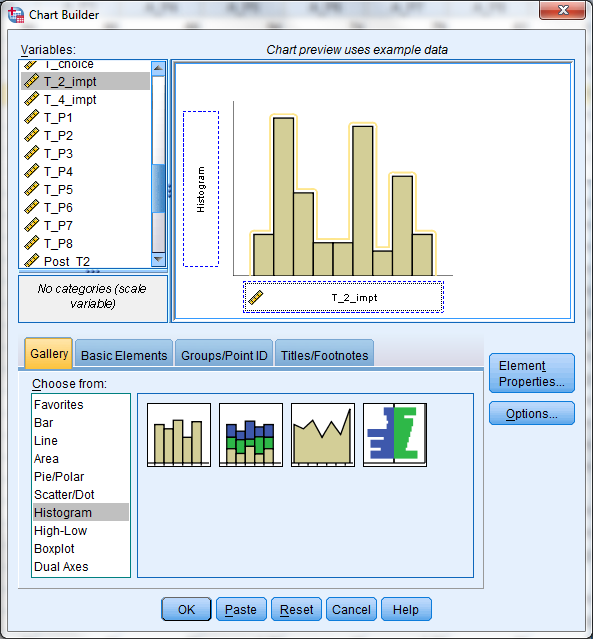 Chart Builder
Variables:
T_choice
T_2_impt
T_4_impt
T_P1
T_P2
T_P3
T_P4
T_P5
T_P6
T_P7
T_P8
Post_T2
No categories (scale
variable)
Chart preview uses example data
Histogram
T_2_impt
Gallery
Basic Elements
Groups/Point ID
Titles/Footnotes
Choose from:
Favorites
Bar
Line
Area
Pie/Polar
Scatter/Dot
Histogram
High-Low
Boxplot
Dual Axes
Element
Properties...
Options...
OK
Paste
Reset
Cancel
Help